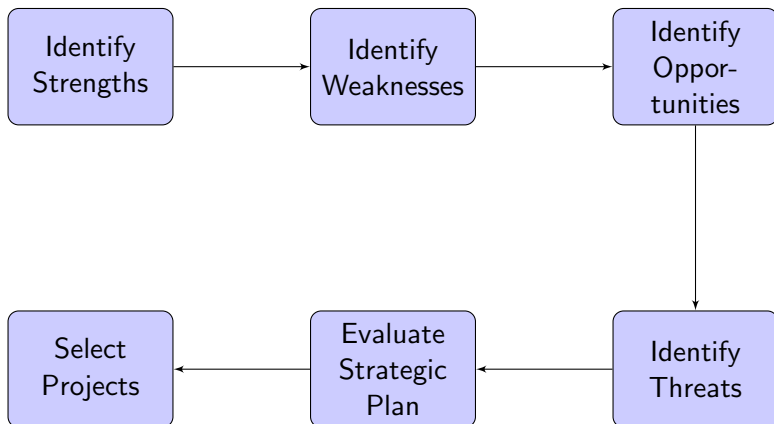 Identify
Strengths
Identify
Weaknesses
Identify
Oppor-
tunities
Select
Projects
Evaluate
Strategic
Plan
Identify
Threats